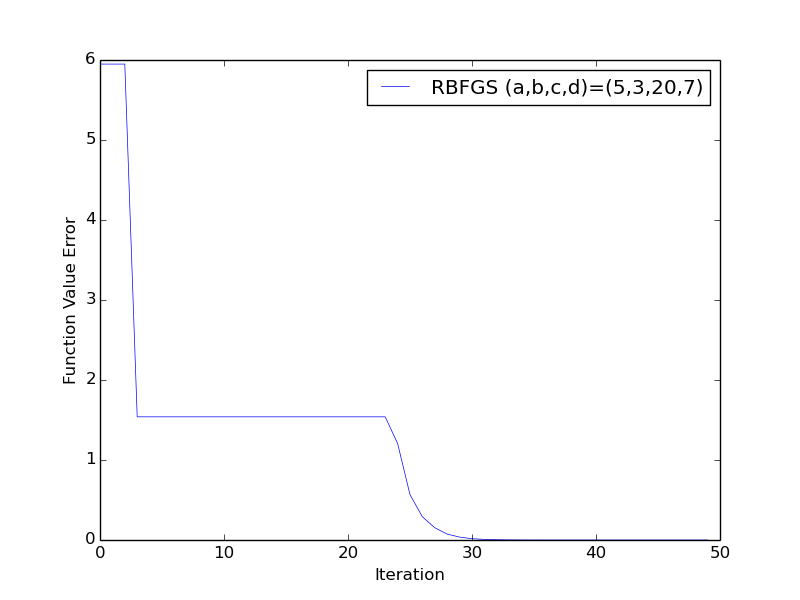 RBFGS (a,b,c,d)=(5,3,20,7)
Function Value Error
6
5
4
3
2
1
0
0 10 20 30 40 50
Iteration